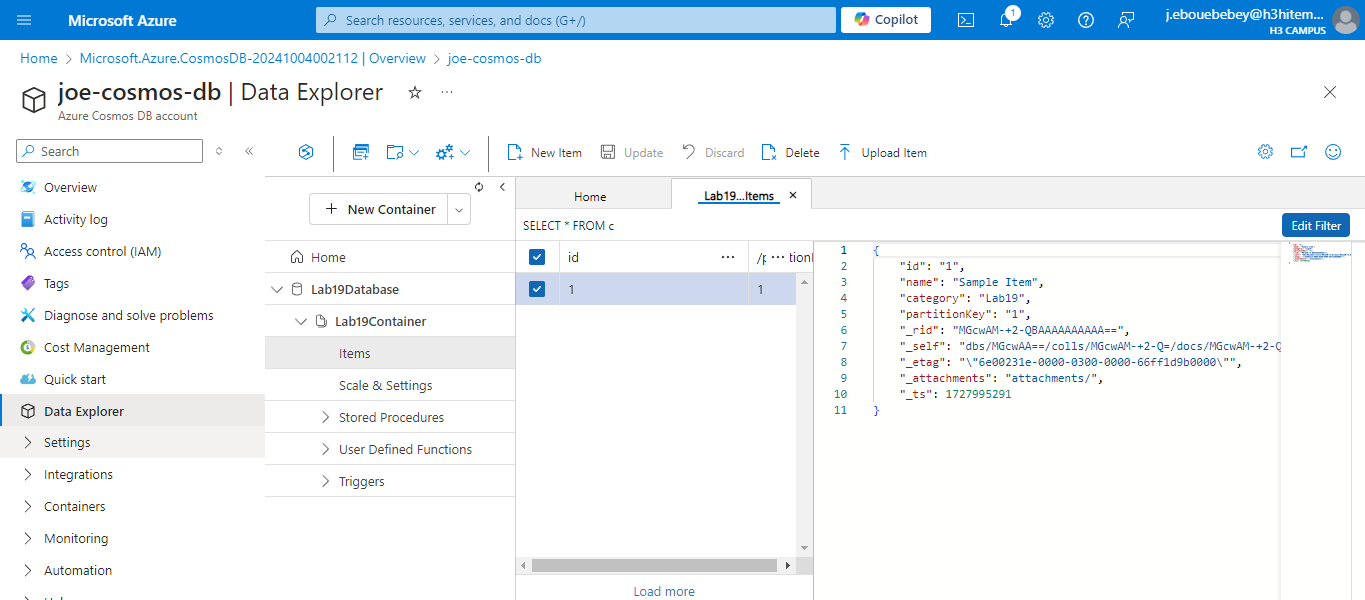 Microsoft Azure
Search resources, services, and docs (G+/)
Copilot
1
j.ebouebebey@h3hitem...
H3 CAMPUS
Home > Microsoft.Azure.CosmosDB-20241004002112 | Overview > joe-cosmos-db
joe-cosmos-db | Data Explorer
Azure Cosmos DB account
Search
Overview
Activity log
Access control (IAM)
Tags
Diagnose and solve problems
Cost Management
Quick start
Data Explorer
Settings
Integrations
Containers
Monitoring
Automation
New Item
Update
Discard
Delete
Upload Item
New Container
Home
Lab19Database
Lab19Container
Items
Scale & Settings
Stored Procedures
User Defined Functions
Triggers
Home
Lab19...Items
SELECT * FROM c
Edit Filter
id ... /p ... tionl
1 1
Load more
1 {
2 "id": "1",
3 "name": "Sample Item",
4 "category": "Lab19",
5 "partitionKey": "1",
6 "_rid": "MGcwAM-+2-QBAAAAAAAAAA==",
7 "_self": "dbs/MGcwAA==/colls/MGcwAM-+2-Q=/docs/MGcwAM-+2-Q
8 "_etag": "\"6e00231e-0000-0300-0000-66ff1d9b0000\"",
9 "_attachments": "attachments/",
10 "_ts": 1727995291
11 }